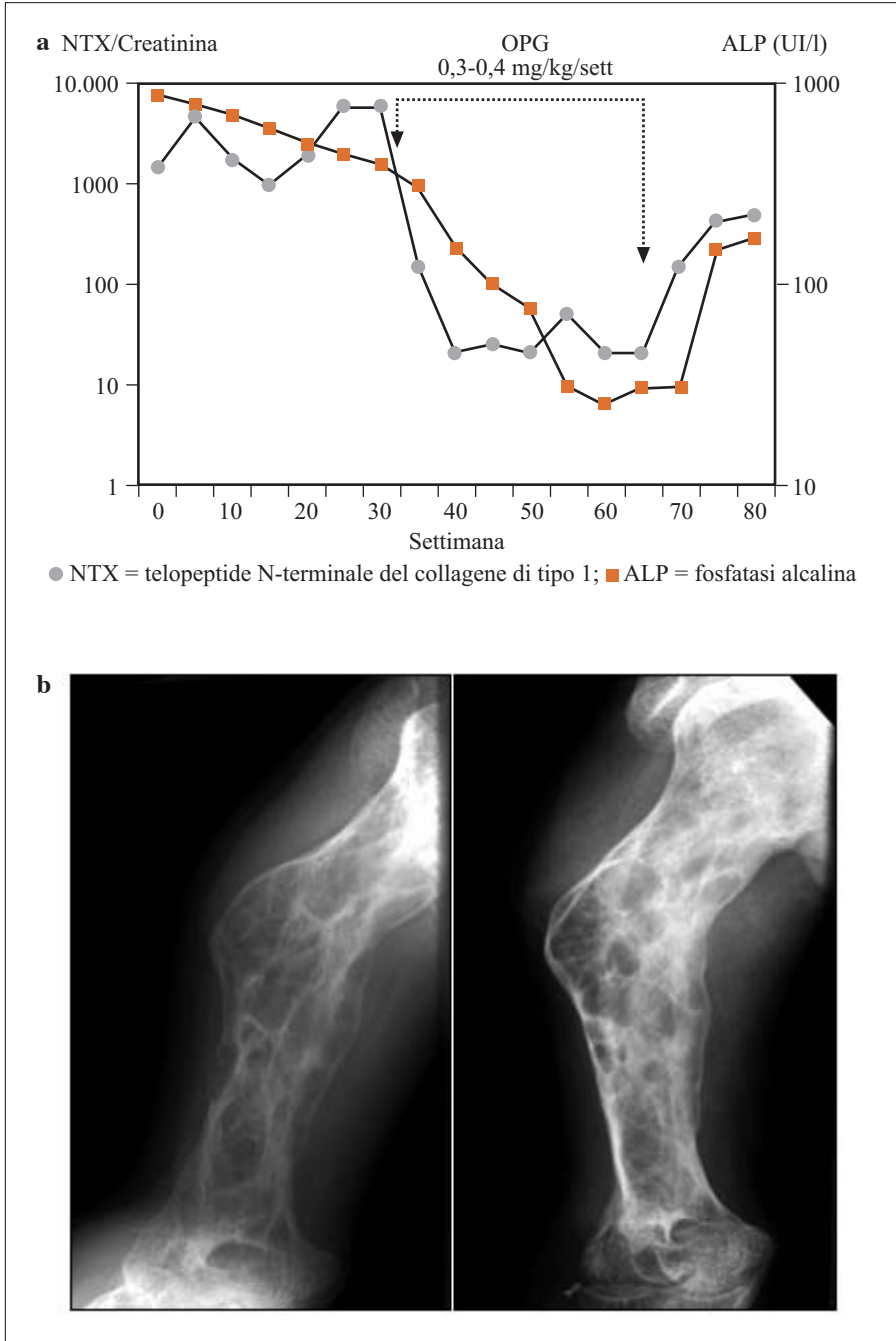 a NTX/Creatinina OPG ALP (UI/l)
0,3-0,4 mg/kg/sett
10.000 1000
1000
100 100
10
1 10
0 10 20 30 40 50 60 70 80
Settimana
NTX = telopeptide N-terminale del collagene di tipo 1; ALP = fosfatasi alcalina
b